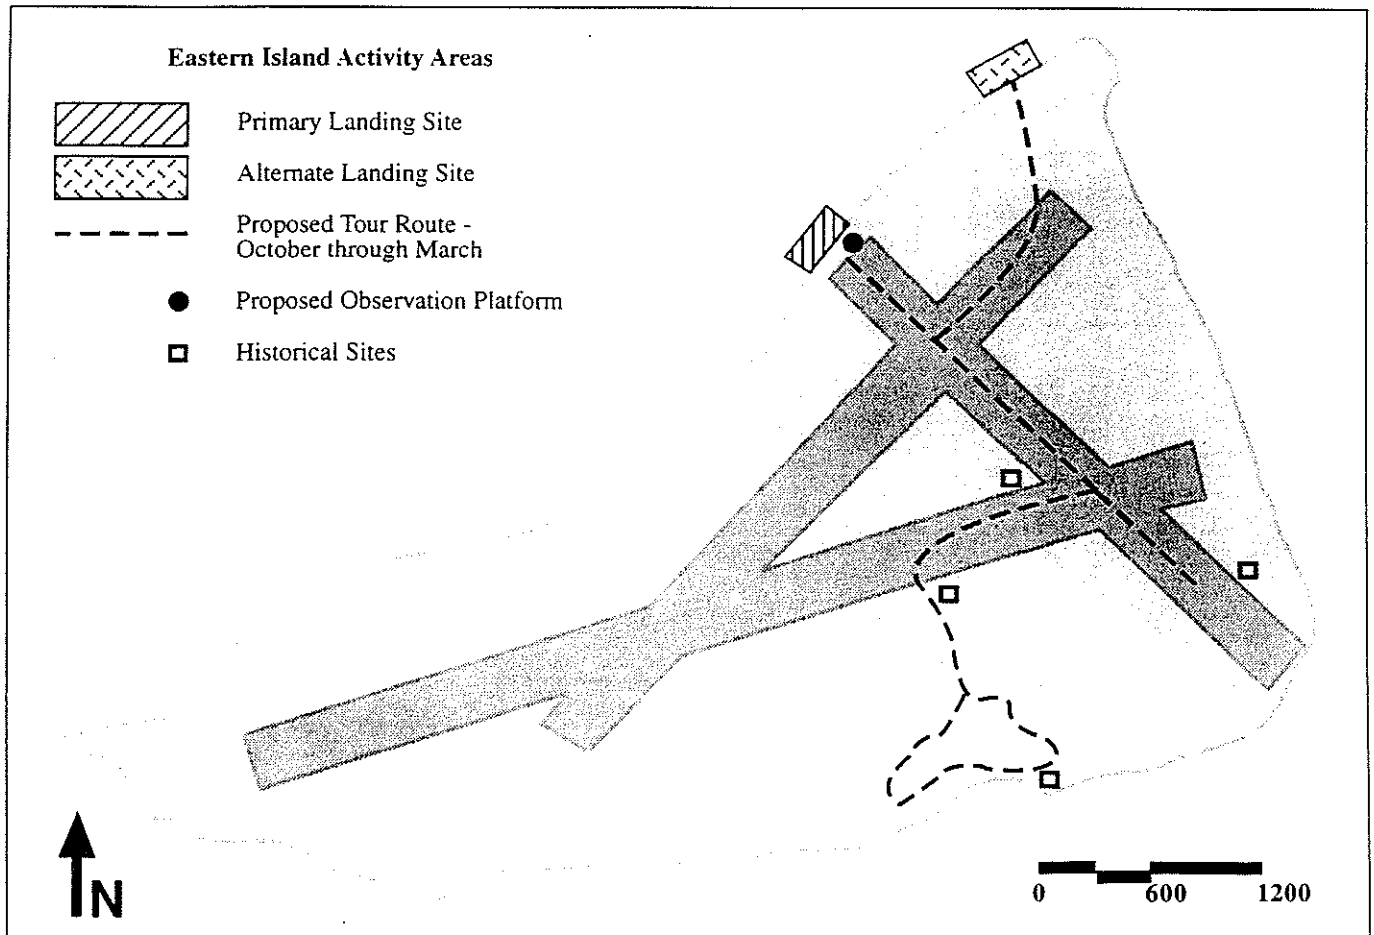 Eastern Island Activity Areas
Primary Landing Site
Alternate Landing Site
Proposed Tour Route -
October through March
Proposed Observation Platform
Historical Sites
N
0 600 1200